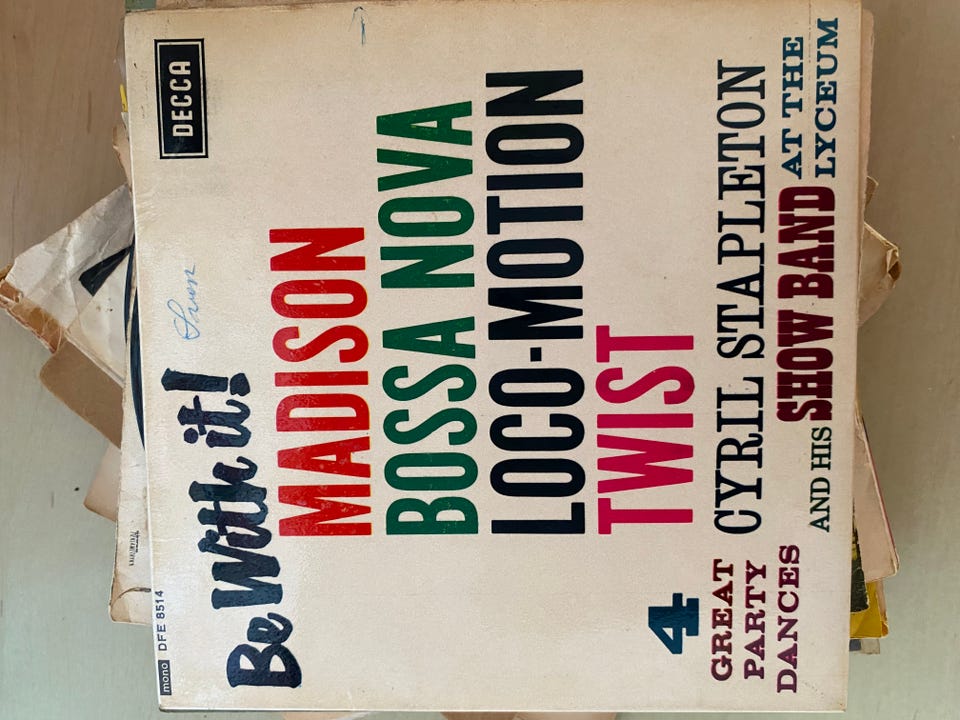 mono DFE 8514
DECCA
Be With it!
MADISON
BOSSA NOVA
LOCO-MOTION
TWIST
4
GREAT
PARTY
DANCES
CYRIL STAPLETON
AND HIS SHOW BAND
AT THE
LYCEUM